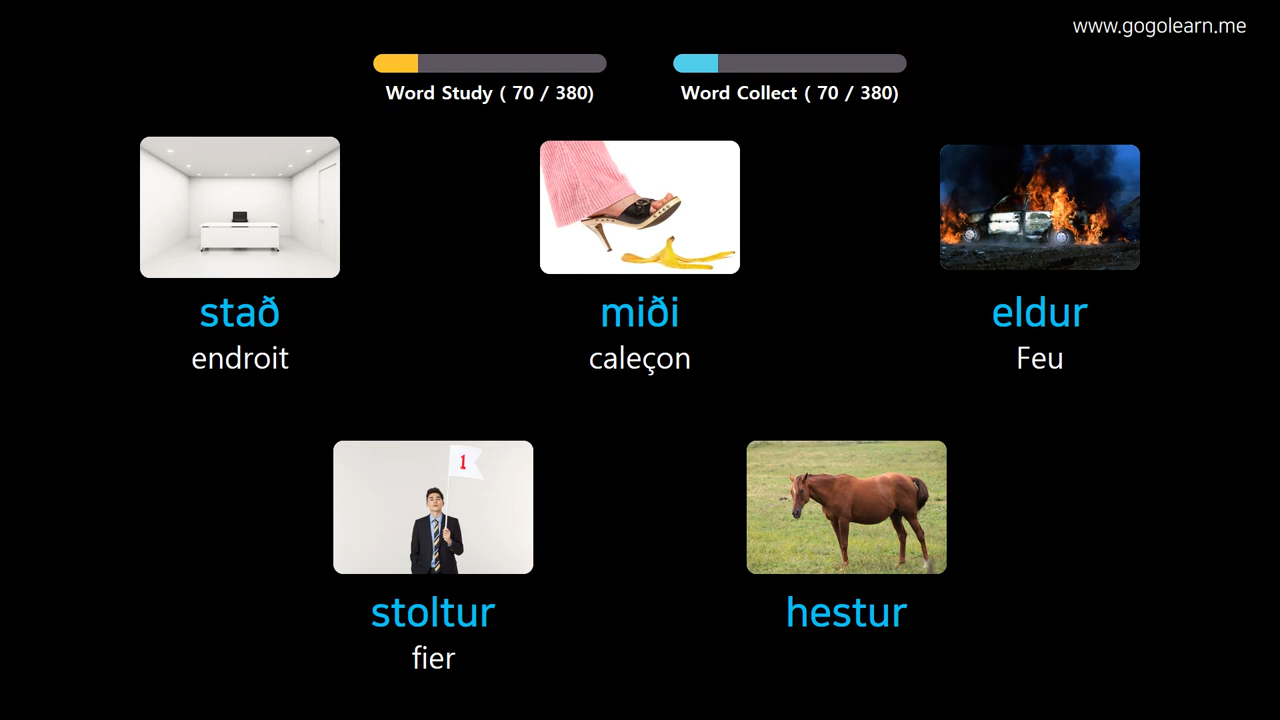 www.gogolearn.me
Word Study ( 70 / 380)
Word Collect ( 70 / 380)
stað
endroit
miði
caleçon
eldur
Feu
1
stoltur
fier
hestur